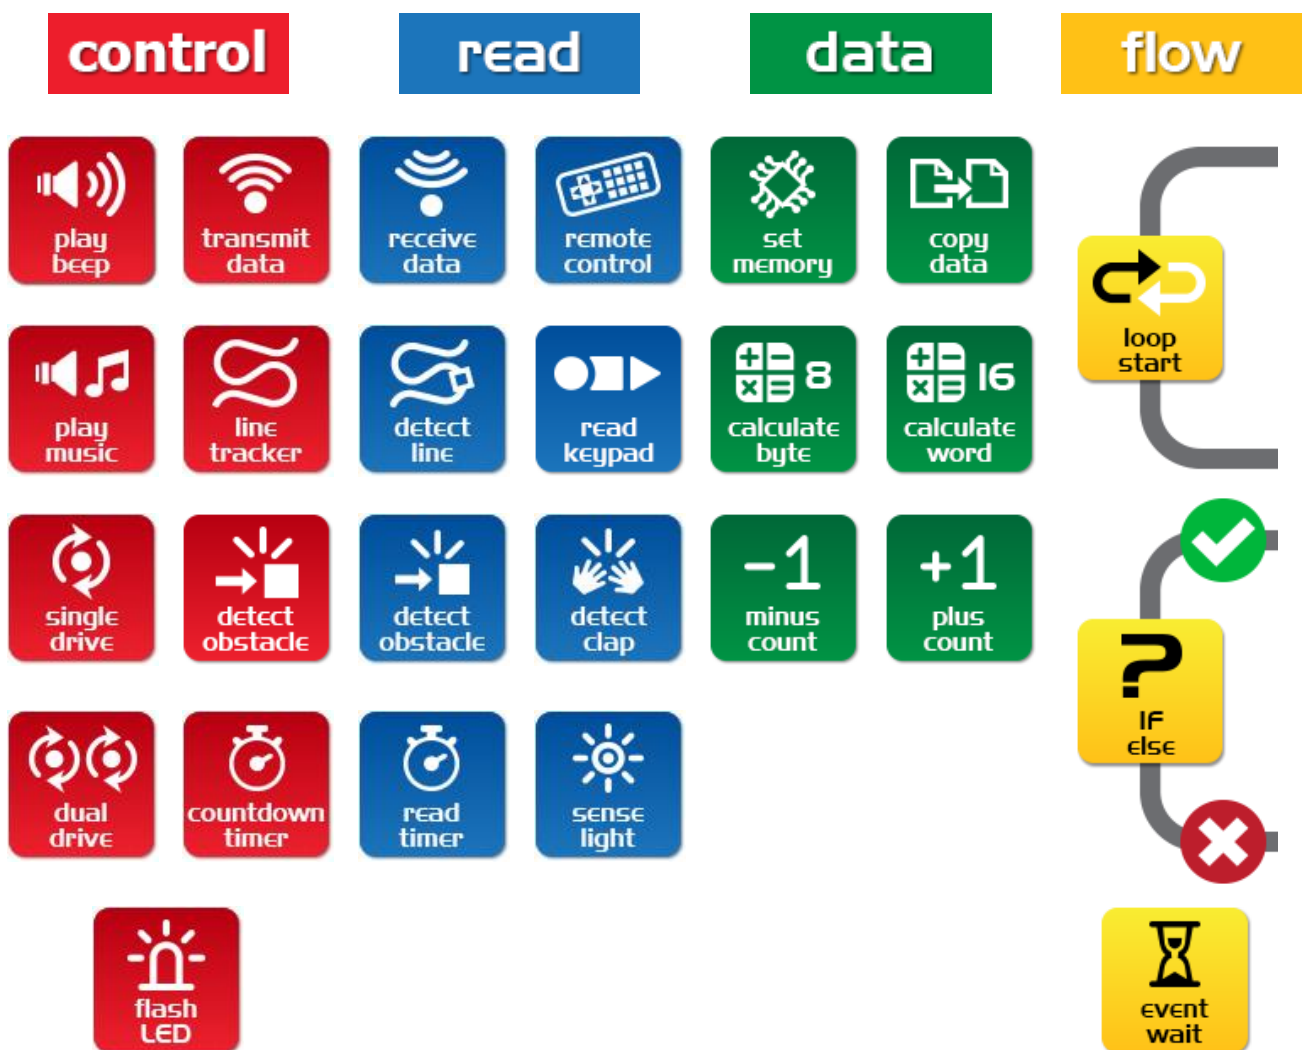 control
read
data
flow
play
beep
transmit
data
receive
data
remote
control
set
memory
copy
data
loop
start
play
music
line
tracker
detect
line
read
keypad
8
calculate
byte
16
calculate
word
single
drive
detect
obstacle
detect
obstacle
detect
clap
-1
minus
count
+1
plus
count
?
IF
else
dual
drive
countdown
timer
read
timer
sense
light
flash
LED
event
wait